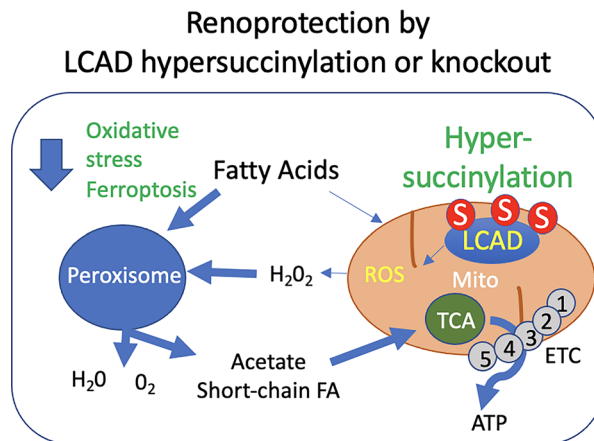 Renoprotection by
LCAD hypersuccinylation or knockout
Oxidative
stress
Ferroptosis
Hyper-
succinylation
Fatty Acids
S S S
LCAD
Peroxisome
H2O2
ROS
Mito
TCA
1
2
3
4
5
ETC
Acetate
Short-chain FA
H20 02
ATP